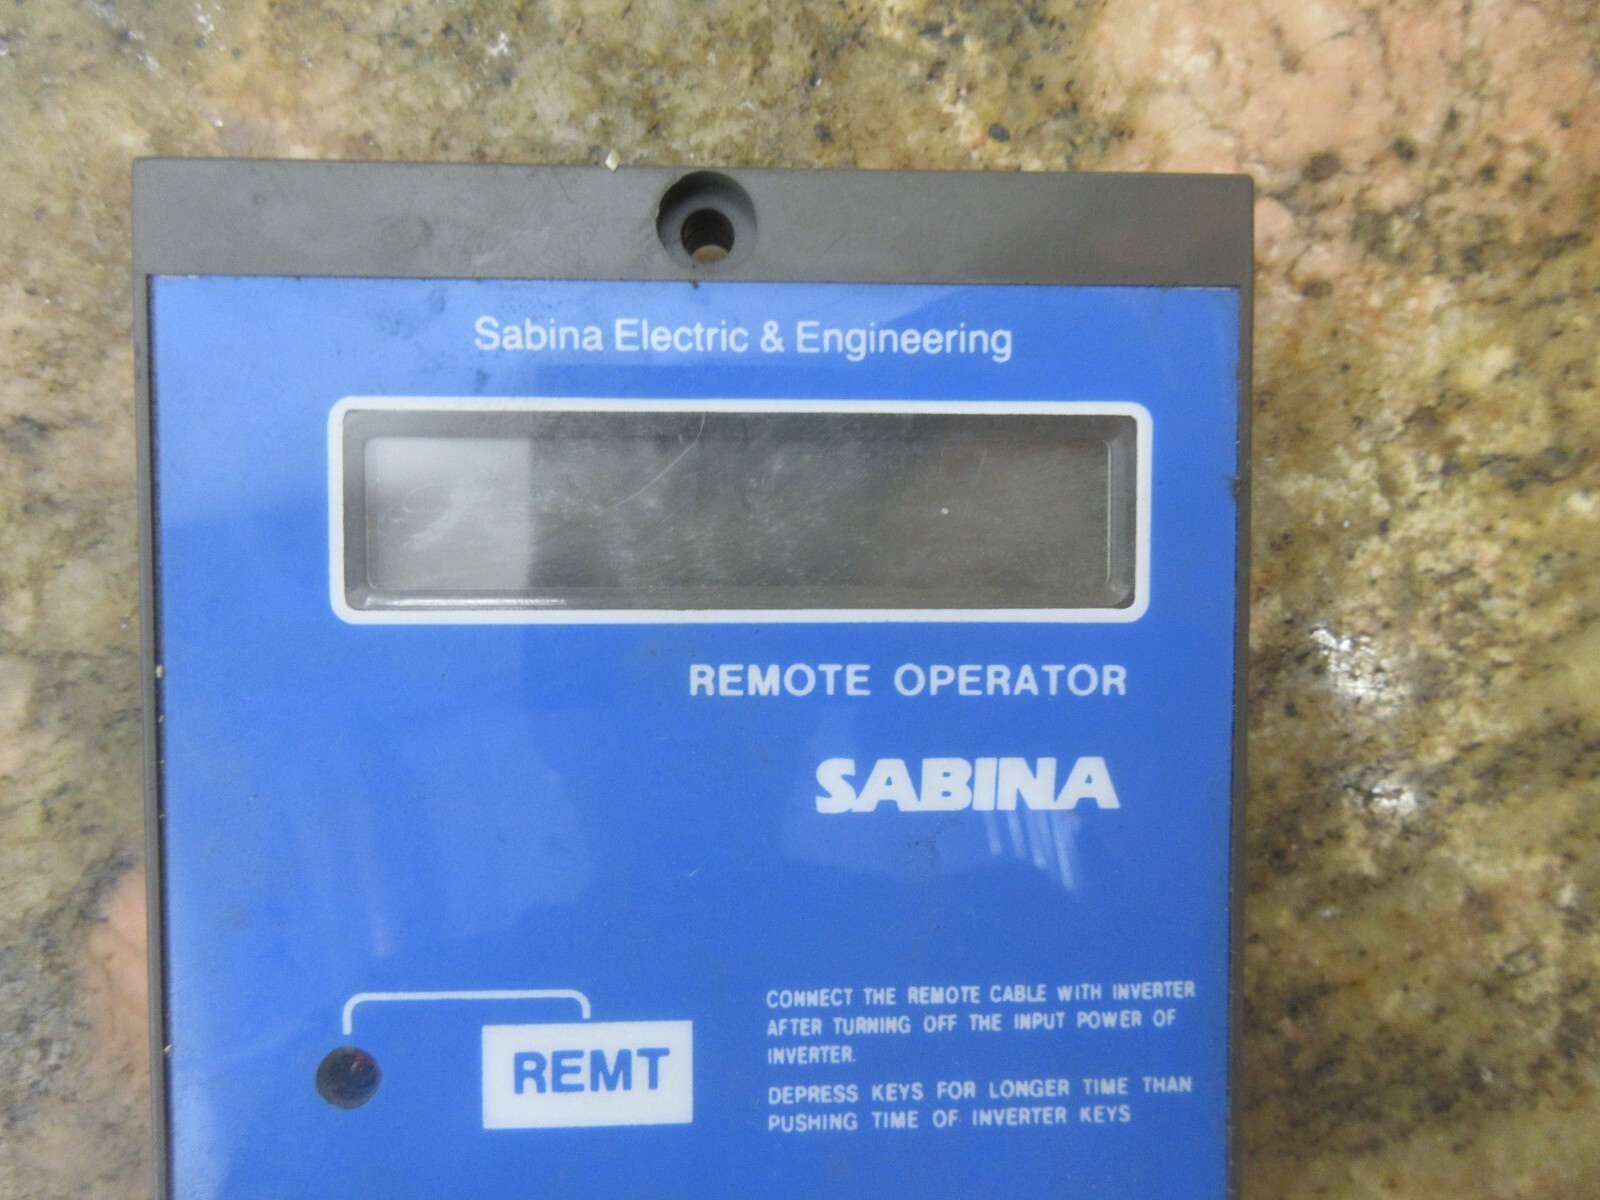 Sabina Electric & Engineering
REMOTE OPERATOR
SABINA
REMT
CONNECT THE REMOTE CABLE WITH INVERTER
AFTER TURNING OFF THE INPUT POWER OF
INVERTER.
DEPRESS KEYS FOR LONGER TIME THAN
PUSHING TIME OF INVERTER KEYS